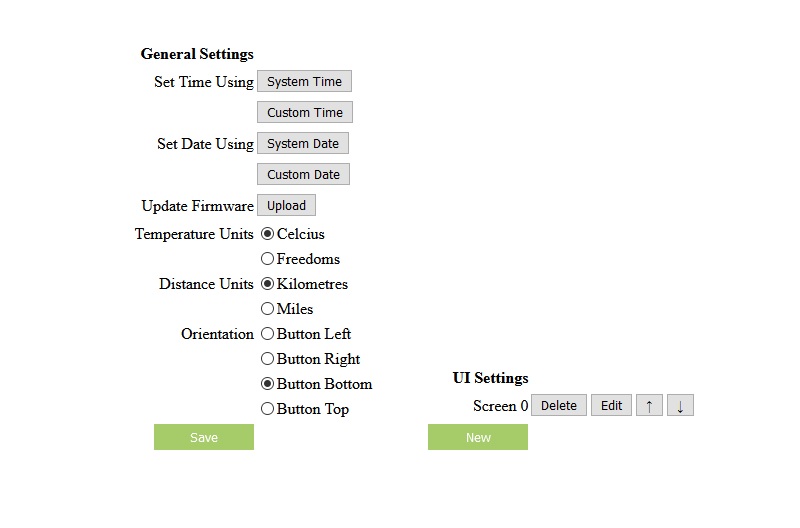 General Settings
Set Time Using System Time
Custom Time
Set Date Using System Date
Custom Date
Update Firmware Upload
Temperature Units Celcius
Freedoms
Distance Units Kilometres
Miles
Orientation Button Left
Button Right
Button Bottom
Button Top
Save
UI Settings
Screen 0 Delete Edit ↑ ↓
New